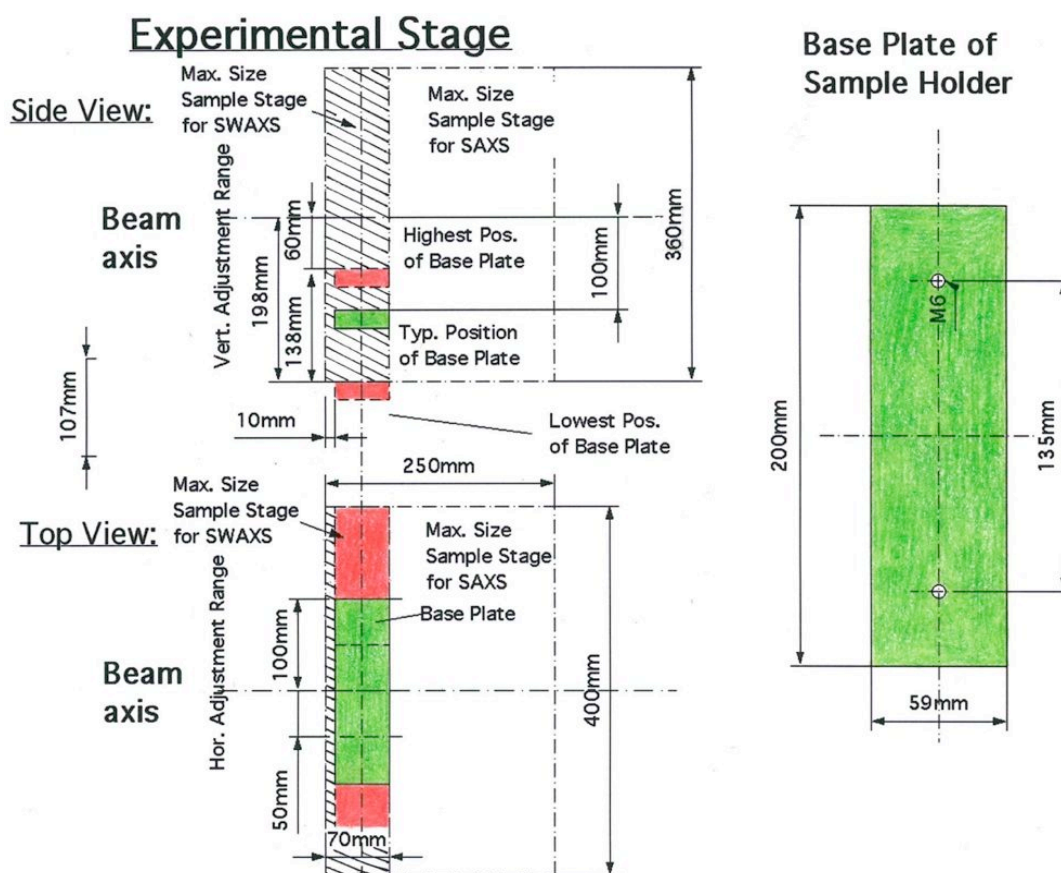 Experimental Stage
Base Plate of
Sample Holder
Side View:
Max. Size
Sample Stage
for SWAXS
Max. Size
Sample Stage
for SAXS
Vert. Adjustment Range
Beam
axis
60mm
198mm
138mm
Highest Pos.
of Base Plate
100mm
360mm
Typ. Position
of Base Plate
107mm
10mm
Lowest Pos.
of Base Plate
250mm
Top View:
Max. Size
Sample Stage
for SWAXS
Max. Size
Sample Stage
for SAXS
Base Plate
Hor. Adjustment Range
Beam
axis
100mm
50mm
400mm
70mm
M6
200mm
135mm
59mm